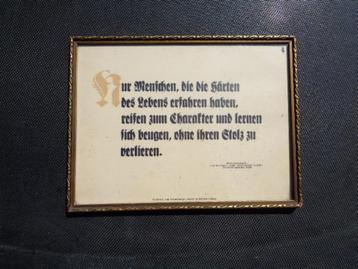 Nur Menschen, die die Härten
des Lebens erfahren haben,
reifen zum Charakter und lernen
sich beugen, ohne ihren Stolz zu
verlieren.